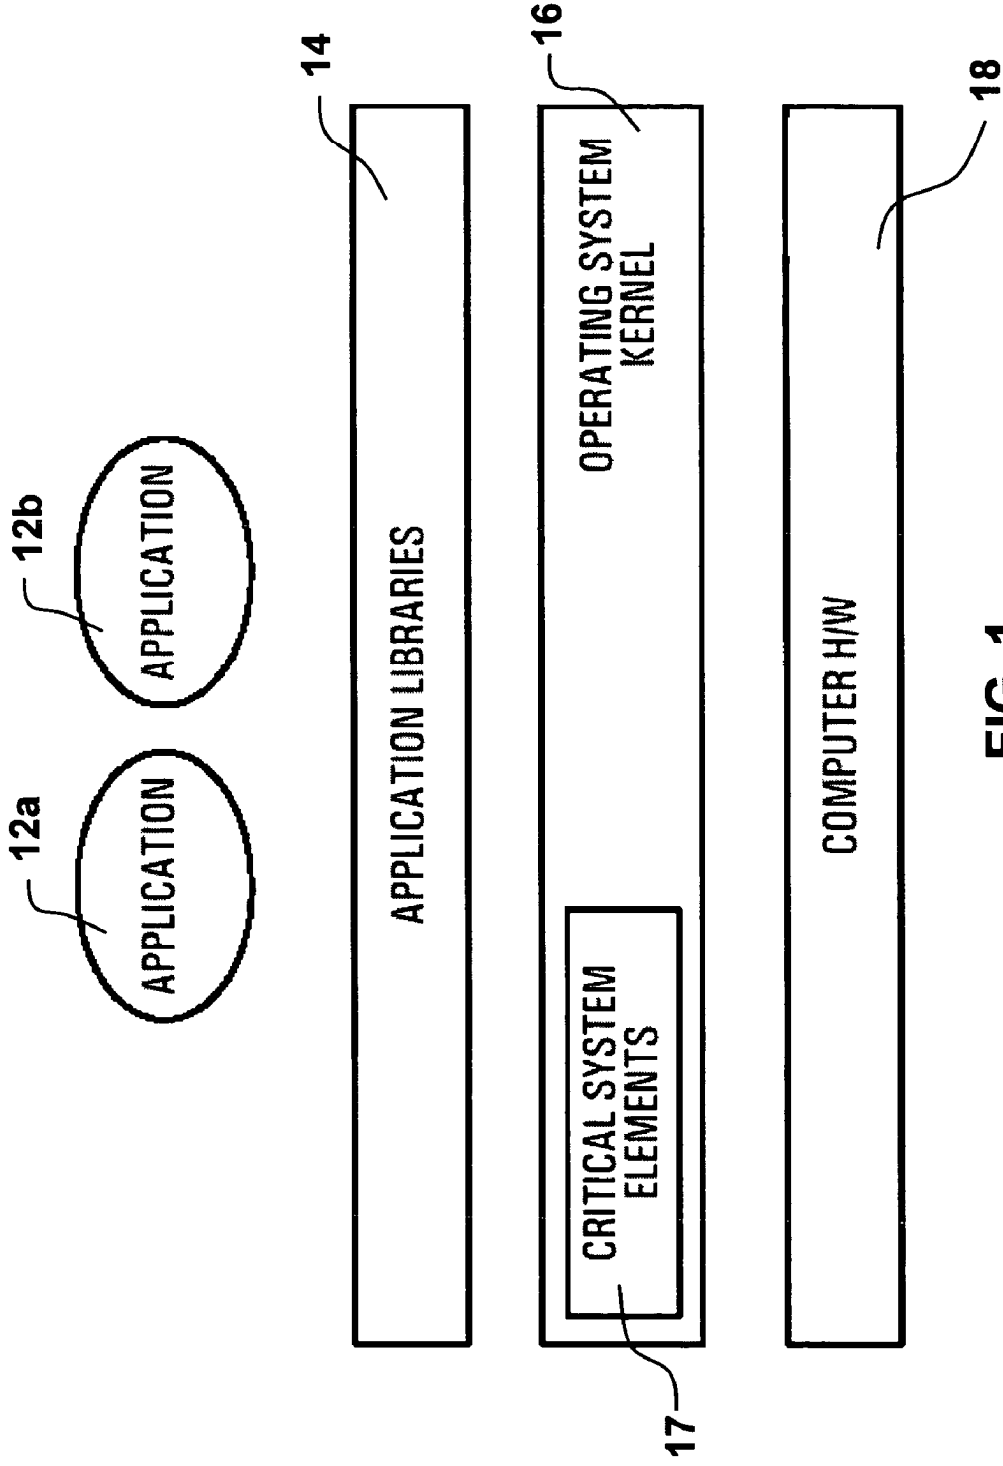 12a
12b
APPLICATION
APPLICATION
14
APPLICATION LIBRARIES
16
CRITICAL SYSTEM
ELEMENTS
OPERATING SYSTEM
KERNEL
17
COMPUTER H/W
18
FIG. 1